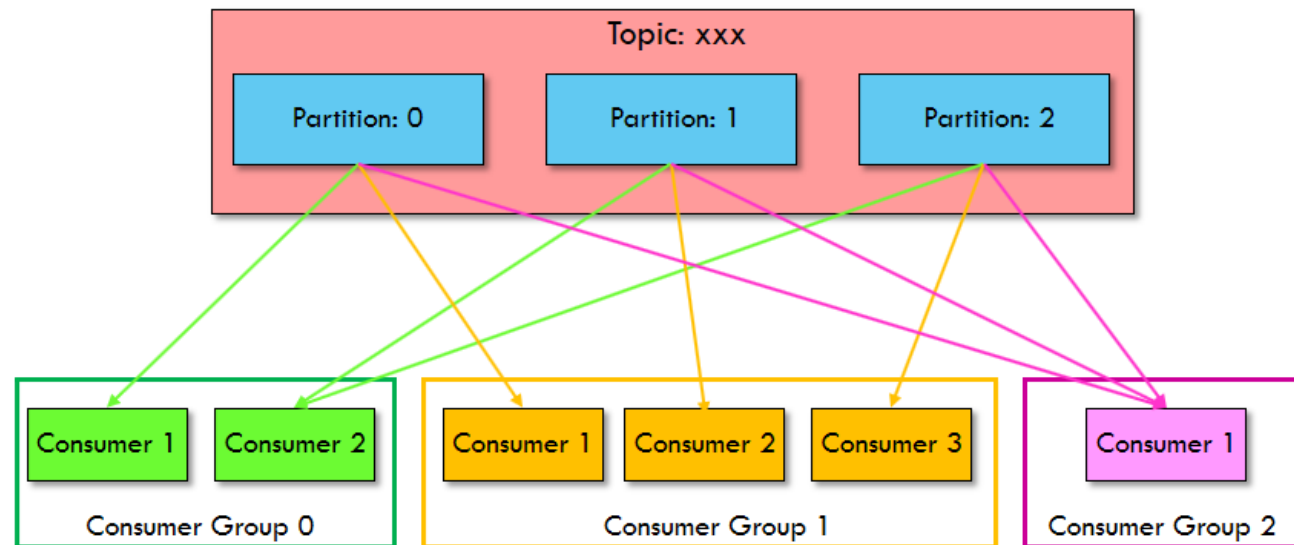 Topic: xxx
Partition: 0
Partition: 1
Partition: 2
Consumer 1
Consumer 2
Consumer 1
Consumer 2
Consumer 3
Consumer 1
Consumer Group 0
Consumer Group 1
Consumer Group 2